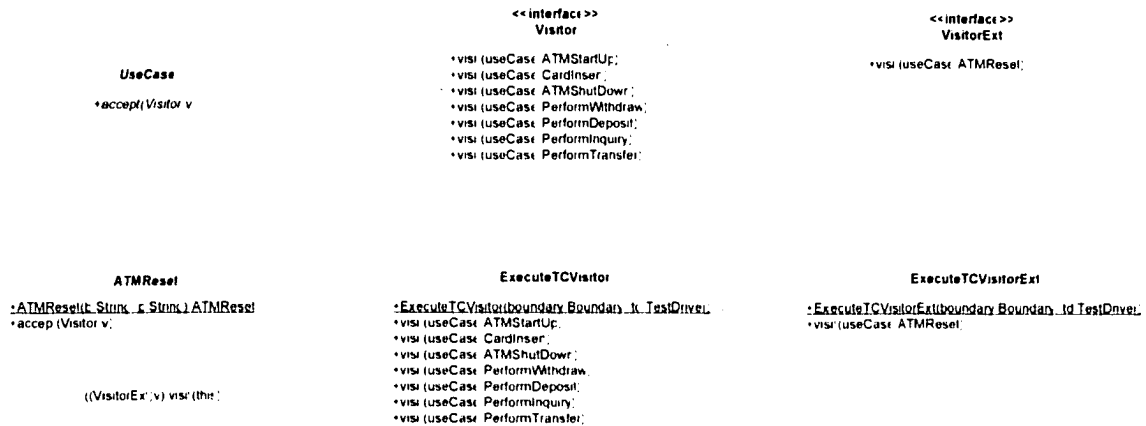 UseCase
+accept(Visitor v
<<interface>>
Visitor
+visi (useCase ATMStartUp)
+visi (useCase CardInser )
+visi (useCase ATMShutDowr )
+visi (useCase PerformWithdraw)
+visi (useCase PerformDeposit)
+visi (useCase PerformInquiry)
+visi (useCase PerformTransfer)
<<interface>>
VisitorExt
+visi (useCase ATMReset)
ATMReset
+ATMReset(b String, p String) ATMReset
+accep (Visitor v)
((VisitorEx' )v) visi' (this )
ExecuteTCVisitor
+ExecuteTCVisitor(boundary Boundary, td TestDriver)
+visi (useCase ATMStartUp)
+visi (useCase CardInser )
+visi (useCase ATMShutDowr )
+visi (useCase PerformWithdraw)
+visi (useCase PerformDeposit)
+visi (useCase PerformInquiry)
+visi (useCase PerformTransfer)
ExecuteTCVisitorExt
+ExecuteTCVisitorExt(boundary Boundary, td TestDriver)
+visi' (useCase ATMReset)